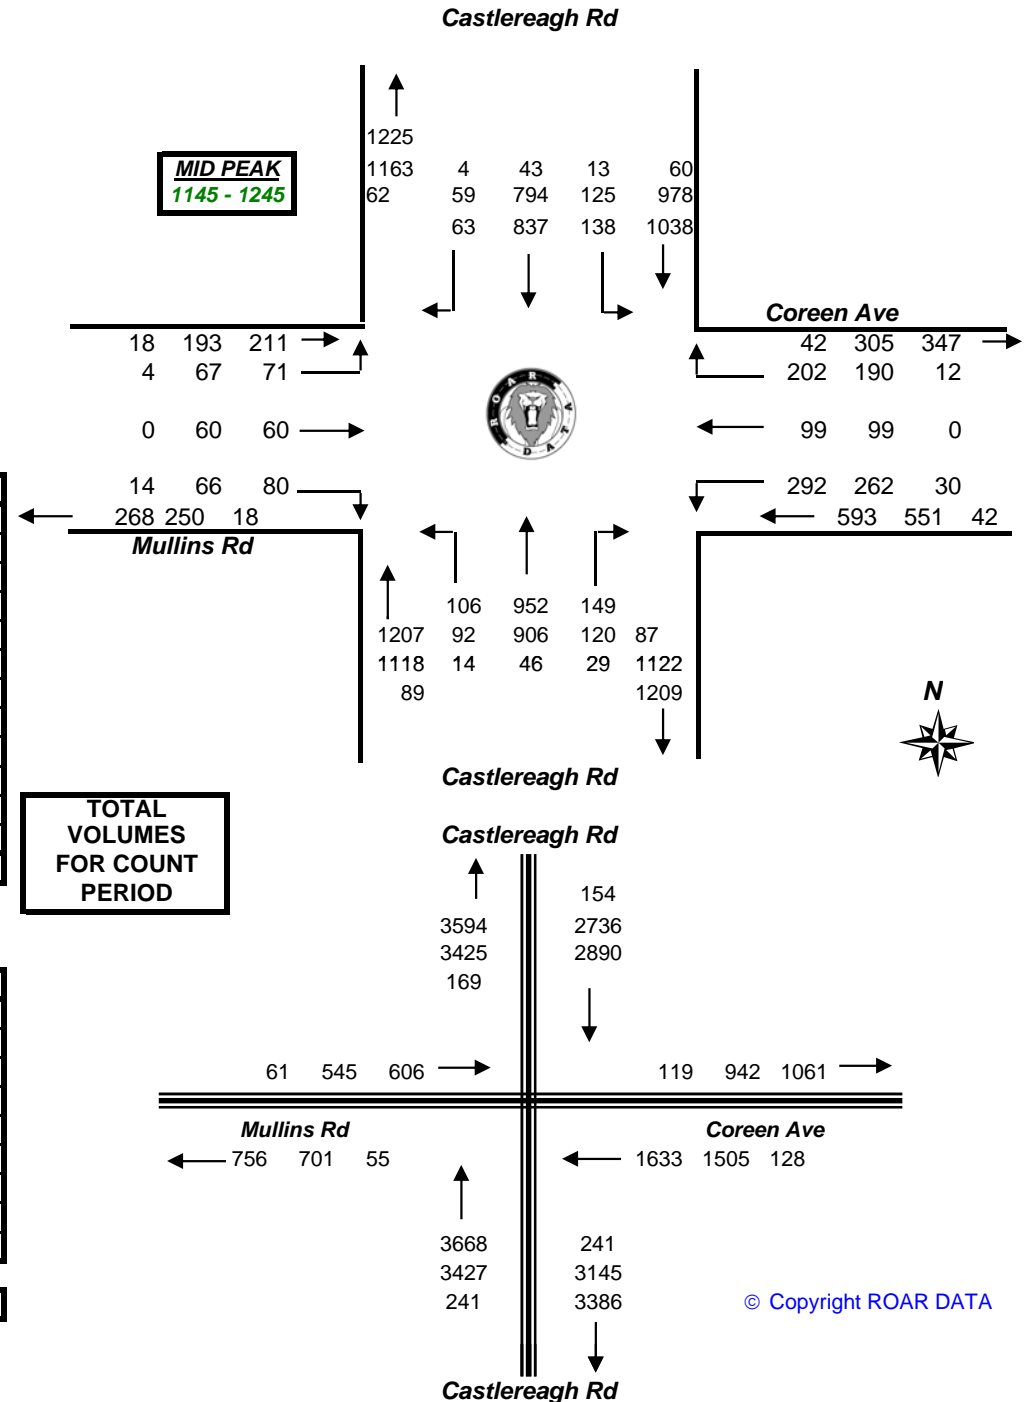 Castlereagh Rd
1225
MID PEAK
1163 4 43 13 60
1145 - 1245
62 59 794 125 978
63 837 138 1038
Coreen Ave
18 193 211
42 305 347
4 67 71
202 190 12
ROAR DATA
0 60 60
99 99 0
14 66 80
292 262 30
268 250 18
593 551 42
Mullins Rd
106 952 149
1207 92 906 120 87
1118 14 46 29 1122
89 1209
N
Castlereagh Rd
TOTAL
VOLUMES
FOR COUNT
PERIOD
Castlereagh Rd
154
3594 2736
3425 2890
169
61 545 606
119 942 1061
Mullins Rd
Coreen Ave
756 701 55
1633 1505 128
3668 241
3427 3145
241 3386
© Copyright ROAR DATA
Castlereagh Rd